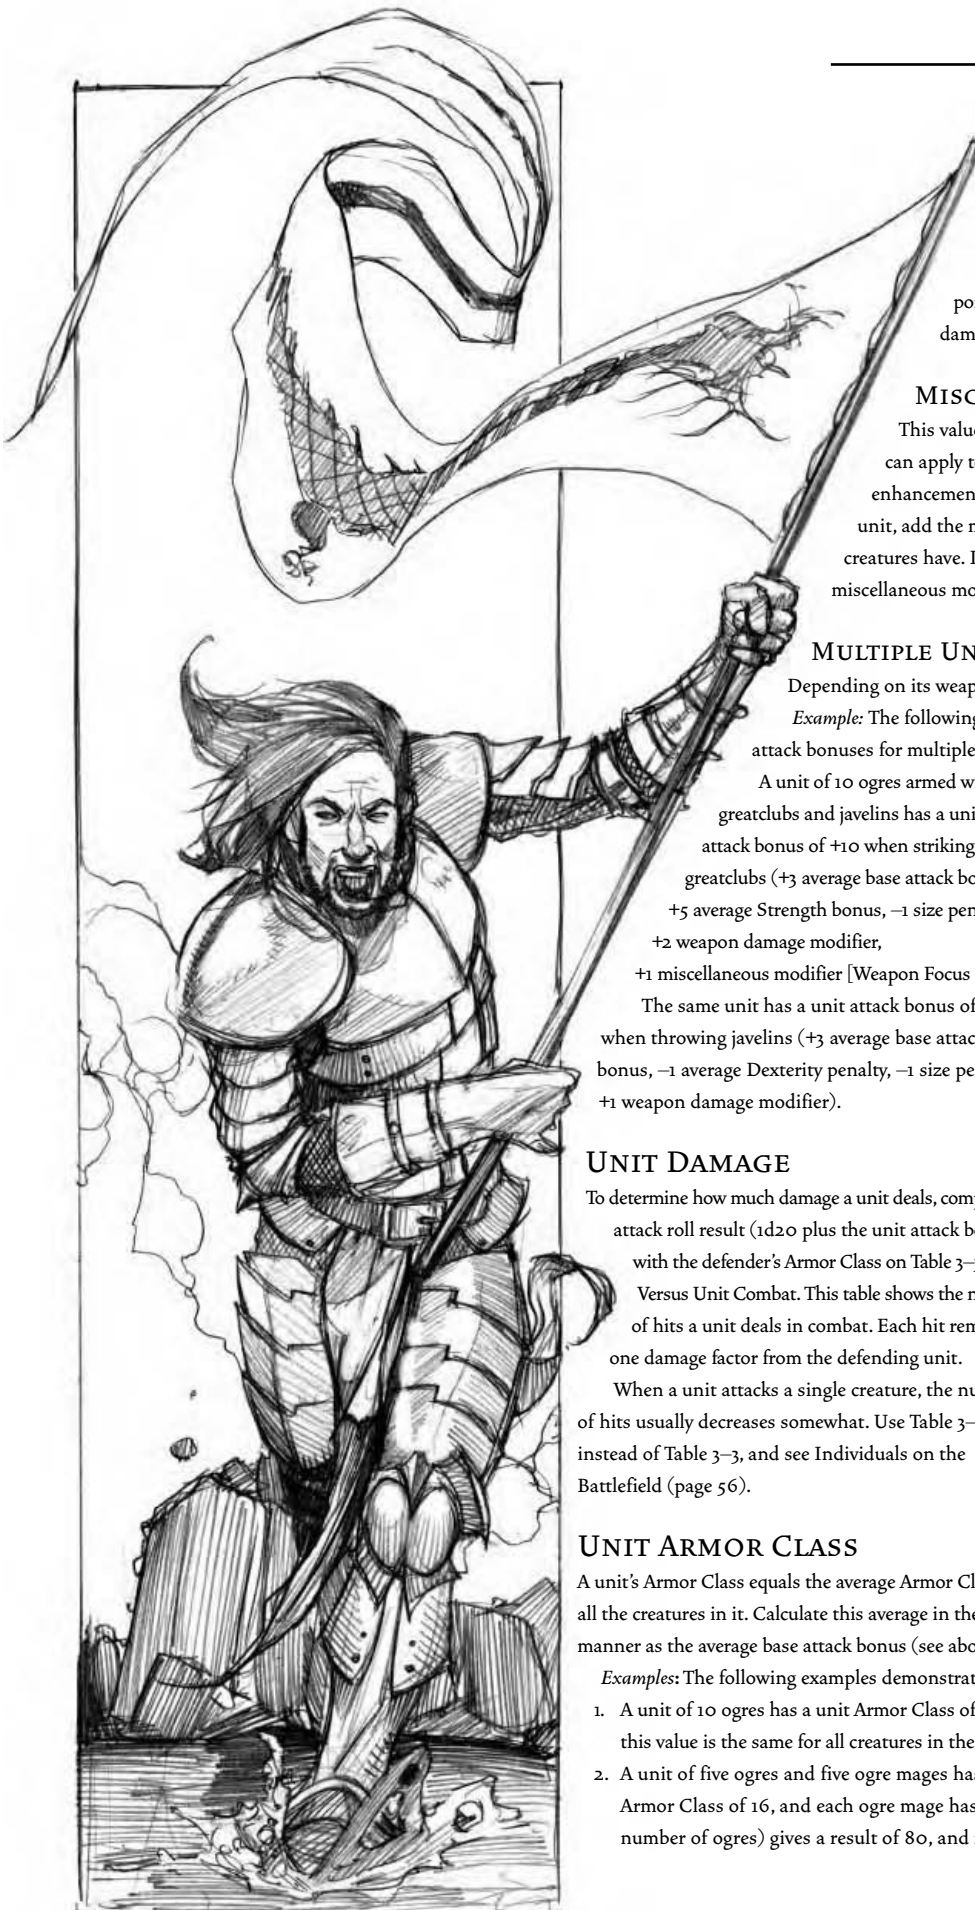 po
dam
Misc
This valu
can apply t
enhancemen
unit, add the
creatures have.
miscellaneous mo
Multiple Un
Depending on its weap
Example: The following
attack bonuses for multiple
A unit of 10 ogres armed w
greatclubs and javelins has a uni
attack bonus of +10 when striking
greatclubs (+3 average base attack bo
+5 average Strength bonus, –1 size pen
+2 weapon damage modifier,
+1 miscellaneous modifier [Weapon Focus
The same unit has a unit attack bonus of
when throwing javelins (+3 average base attac
bonus, –1 average Dexterity penalty, –1 size pe
+1 weapon damage modifier).
Unit Damage
To determine how much damage a unit deals, com
attack roll result (1d20 plus the unit attack b
with the defender's Armor Class on Table 3–
Versus Unit Combat. This table shows the n
of hits a unit deals in combat. Each hit rem
one damage factor from the defending unit.
When a unit attacks a single creature, the nu
of hits usually decreases somewhat. Use Table 3–
instead of Table 3–3, and see Individuals on the
Battlefield (page 56).
Unit Armor Class
A unit's Armor Class equals the average Armor Cl
all the creatures in it. Calculate this average in the
manner as the average base attack bonus (see abo
Examples: The following examples demonstrat
1. A unit of 10 ogres has a unit Armor Class of
this value is the same for all creatures in the
2. A unit of five ogres and five ogre mages has
Armor Class of 16, and each ogre mage has
number of ogres) gives a result of 80, and